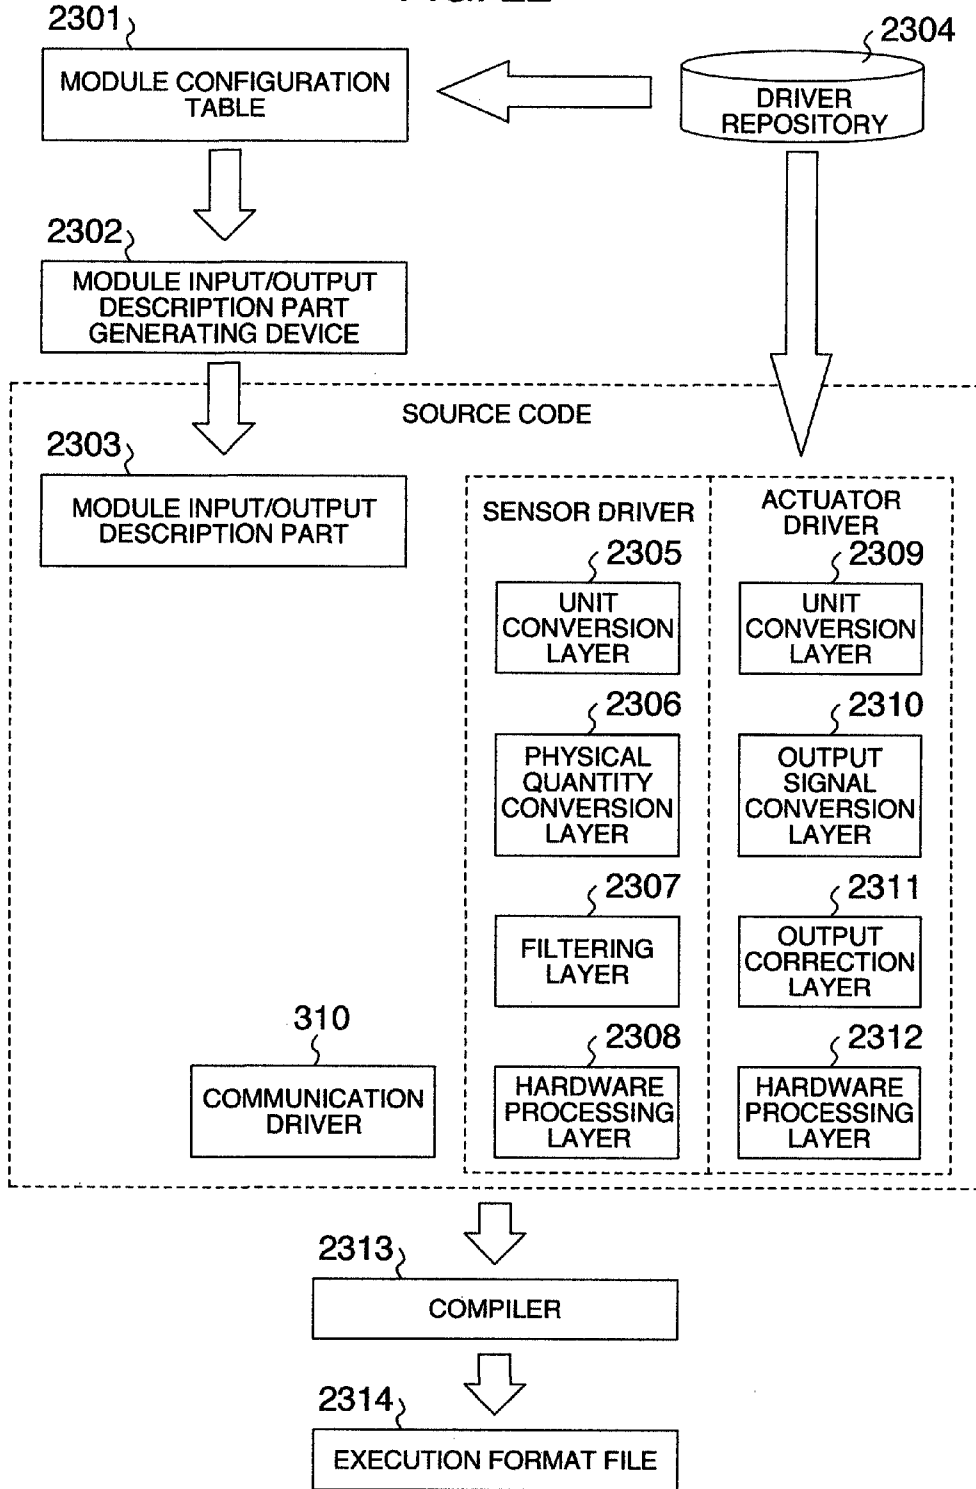 2301
MODULE CONFIGURATION
TABLE
2304
DRIVER
REPOSITORY
2302
MODULE INPUT/OUTPUT
DESCRIPTION PART
GENERATING DEVICE
SOURCE CODE
2303
MODULE INPUT/OUTPUT
DESCRIPTION PART
SENSOR DRIVER
2305
UNIT
CONVERSION
LAYER
2306
PHYSICAL
QUANTITY
CONVERSION
LAYER
2307
FILTERING
LAYER
2308
HARDWARE
PROCESSING
LAYER
ACTUATOR
DRIVER
2309
UNIT
CONVERSION
LAYER
2310
OUTPUT
SIGNAL
CONVERSION
LAYER
2311
OUTPUT
CORRECTION
LAYER
2312
HARDWARE
PROCESSING
LAYER
310
COMMUNICATION
DRIVER
2313
COMPILER
2314
EXECUTION FORMAT FILE